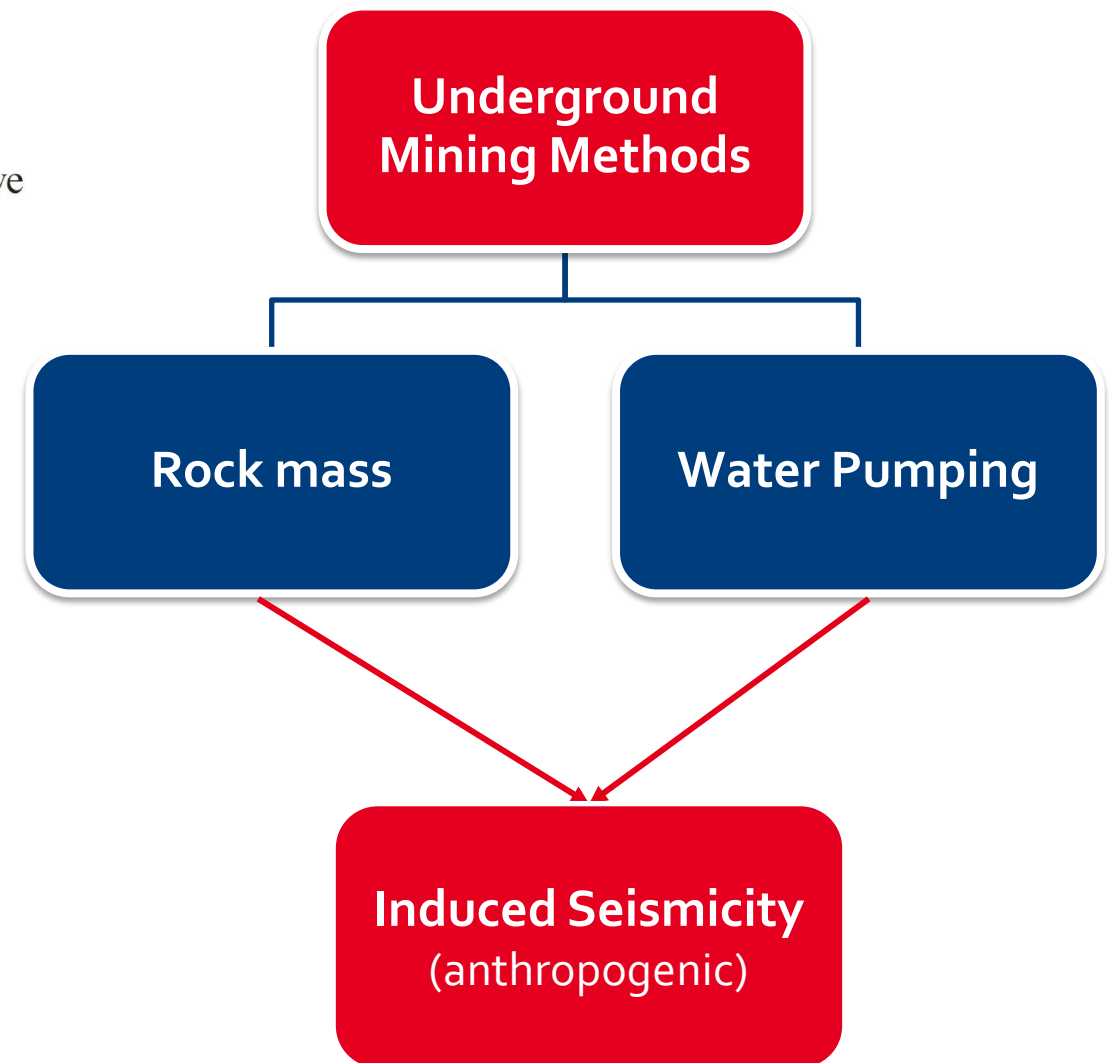 Underground
Mining Methods
Rock mass
Water Pumping
Induced Seismicity
(anthropogenic)